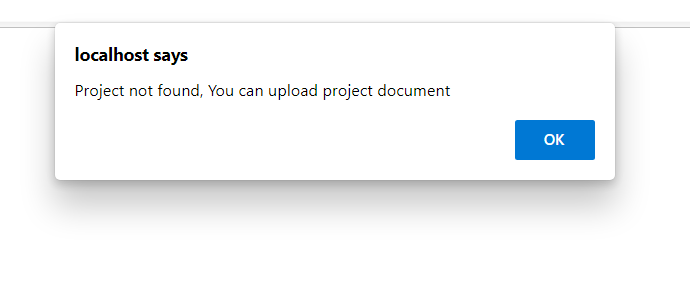 localhost says
Project not found, You can upload project document
OK